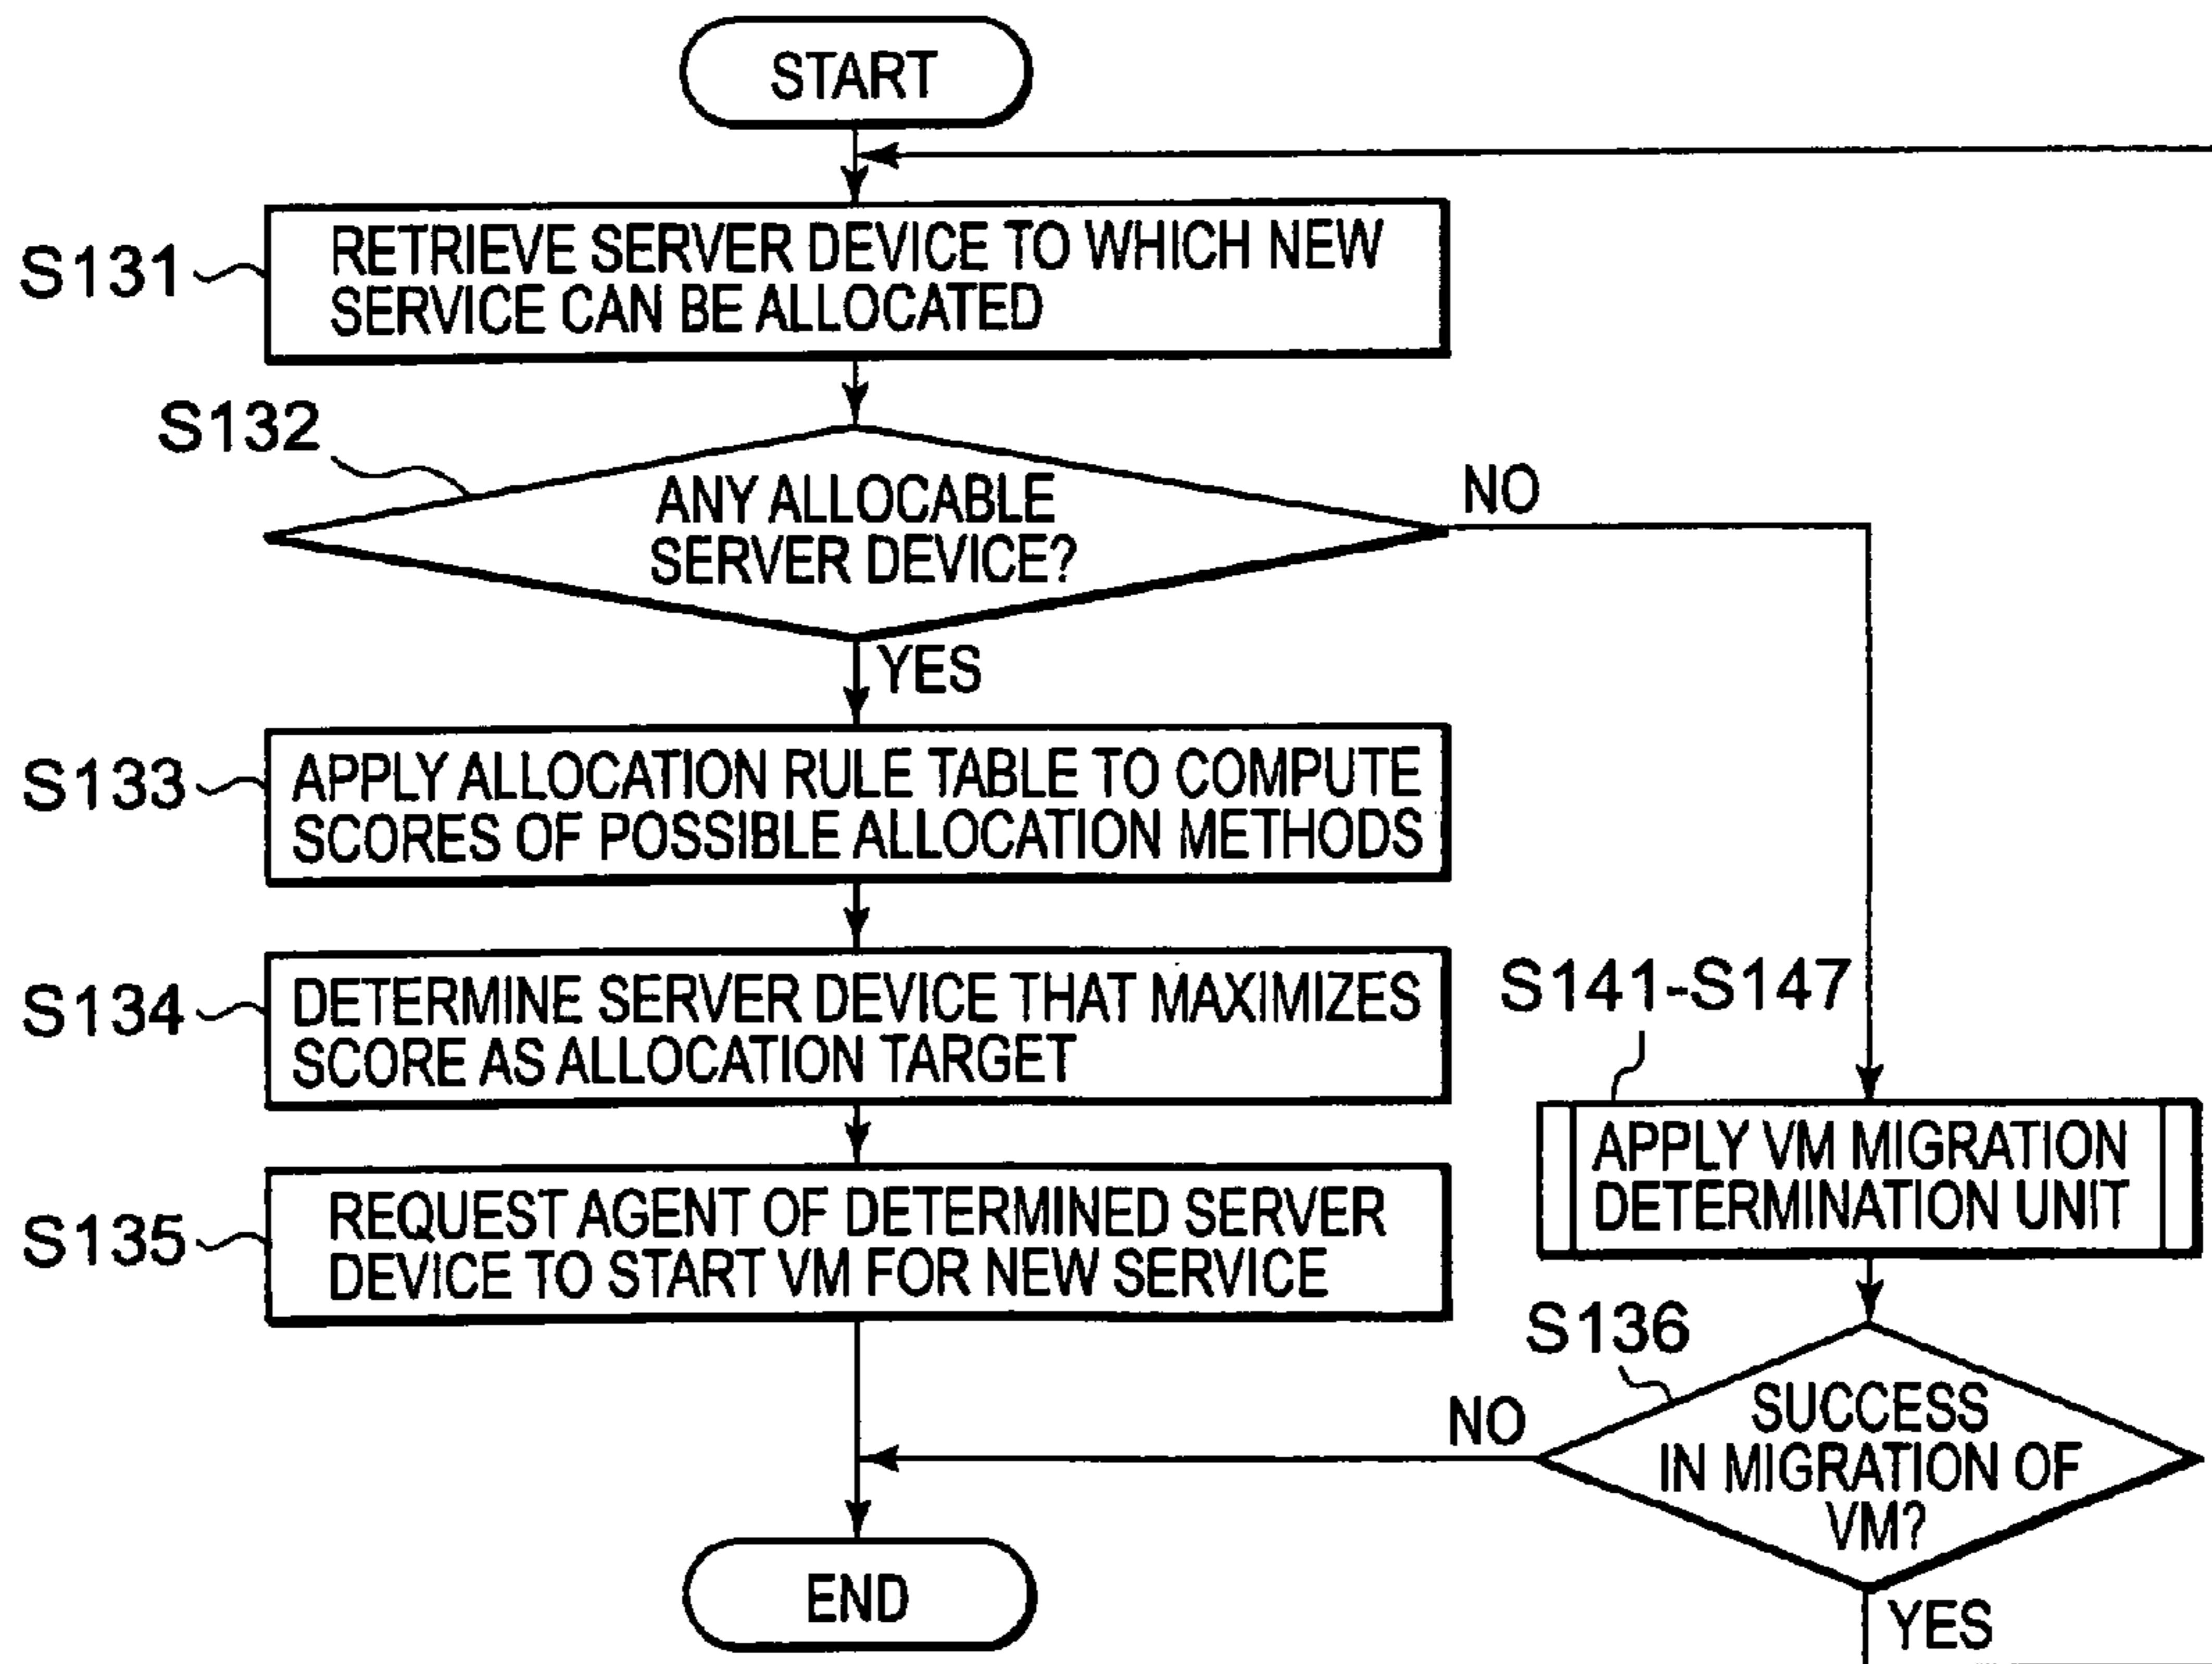 START
S131
RETRIEVE SERVER DEVICE TO WHICH NEW
SERVICE CAN BE ALLOCATED
S132
ANY ALLOCABLE
SERVER DEVICE?
NO
YES
S133
APPLY ALLOCATION RULE TABLE TO COMPUTE
SCORES OF POSSIBLE ALLOCATION METHODS
S134
DETERMINE SERVER DEVICE THAT MAXIMIZES
SCORE AS ALLOCATION TARGET
S141-S147
APPLY VM MIGRATION
DETERMINATION UNIT
S135
REQUEST AGENT OF DETERMINED SERVER
DEVICE TO START VM FOR NEW SERVICE
S136
SUCCESS
IN MIGRATION OF
VM?
NO
YES
END